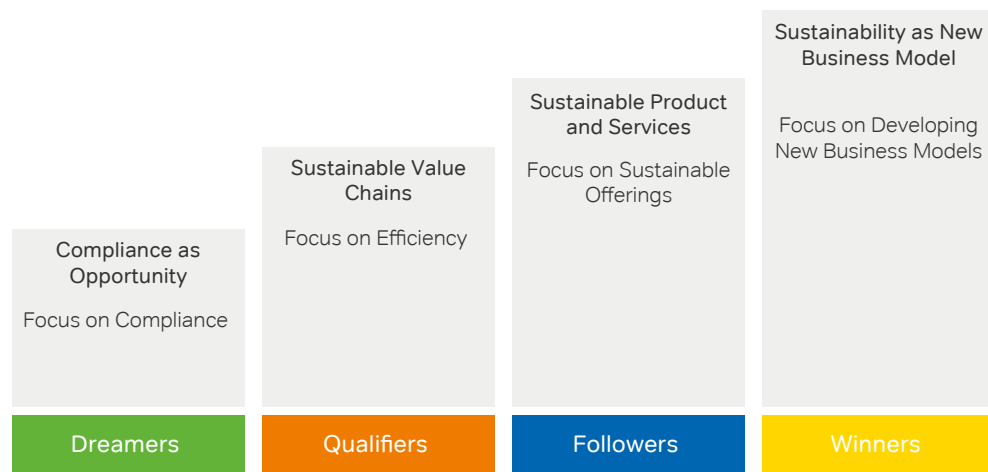 Compliance as
Opportunity
Focus on Compliance
Dreamers
Sustainable Value
Chains
Focus on Efficiency
Qualifiers
Sustainable Product
and Services
Focus on Sustainable
Offerings
Followers
Sustainability as New
Business Model
Focus on Developing
New Business Models
Winners